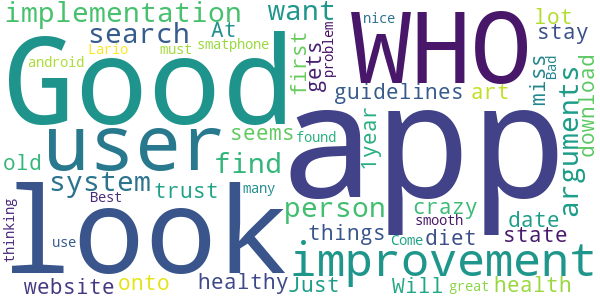 implementation
At
want
nice
lot
search
stay
Good
WHO
first
gets
problem
Lario
must
smatphone
android
guidelines
art
miss
download
user
seems
found
app
1year
arguments
old
system
find
trust
many
Best
look
person
crazy
date
smooth
thinking
use
things
Come
diet
state
improvement
website
onto
healthy
Just
Will
great
health
Bad